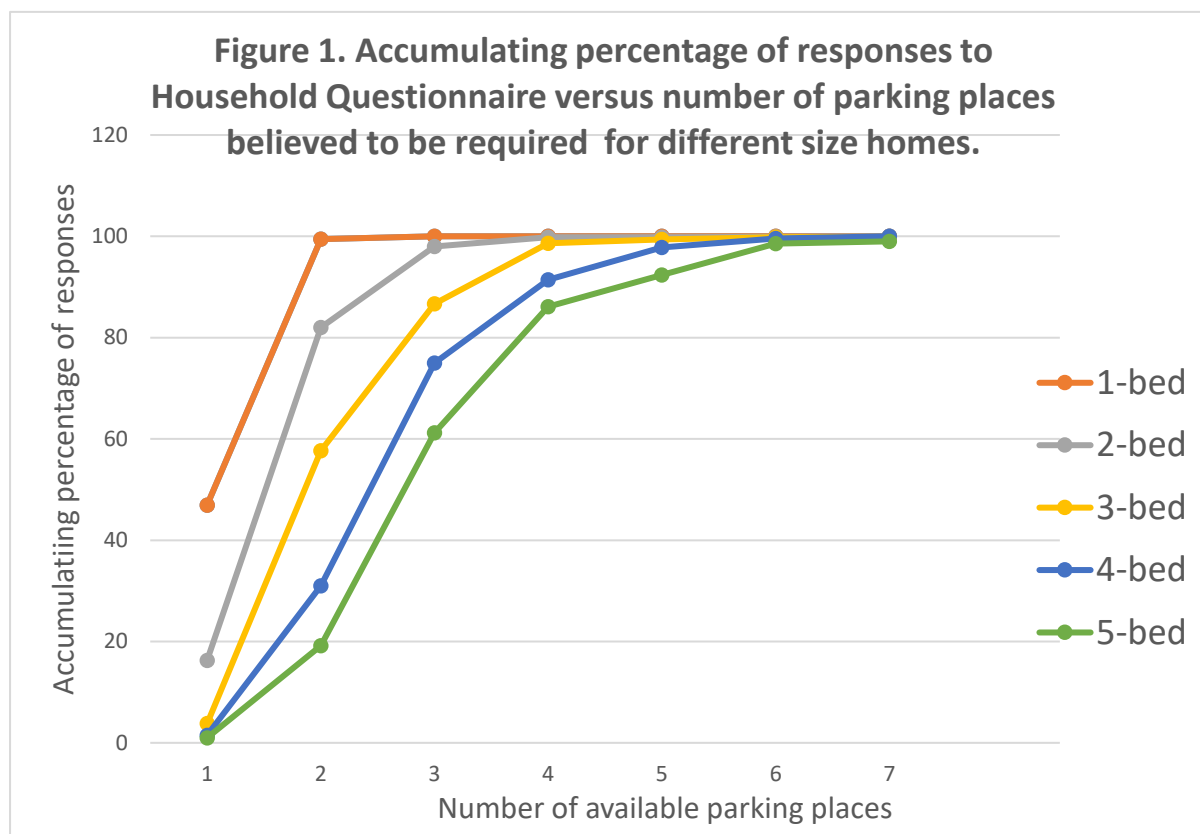 Figure 1. Accumulating percentage of responses to
Household Questionnaire versus number of parking places
believed to be required  for different size homes.
120
100
80
60
40
20
0
Accumulatiing percentage of responses
1 2 3 4 5 6 7
Number of available parking places
1-bed
2-bed
3-bed
4-bed
5-bed